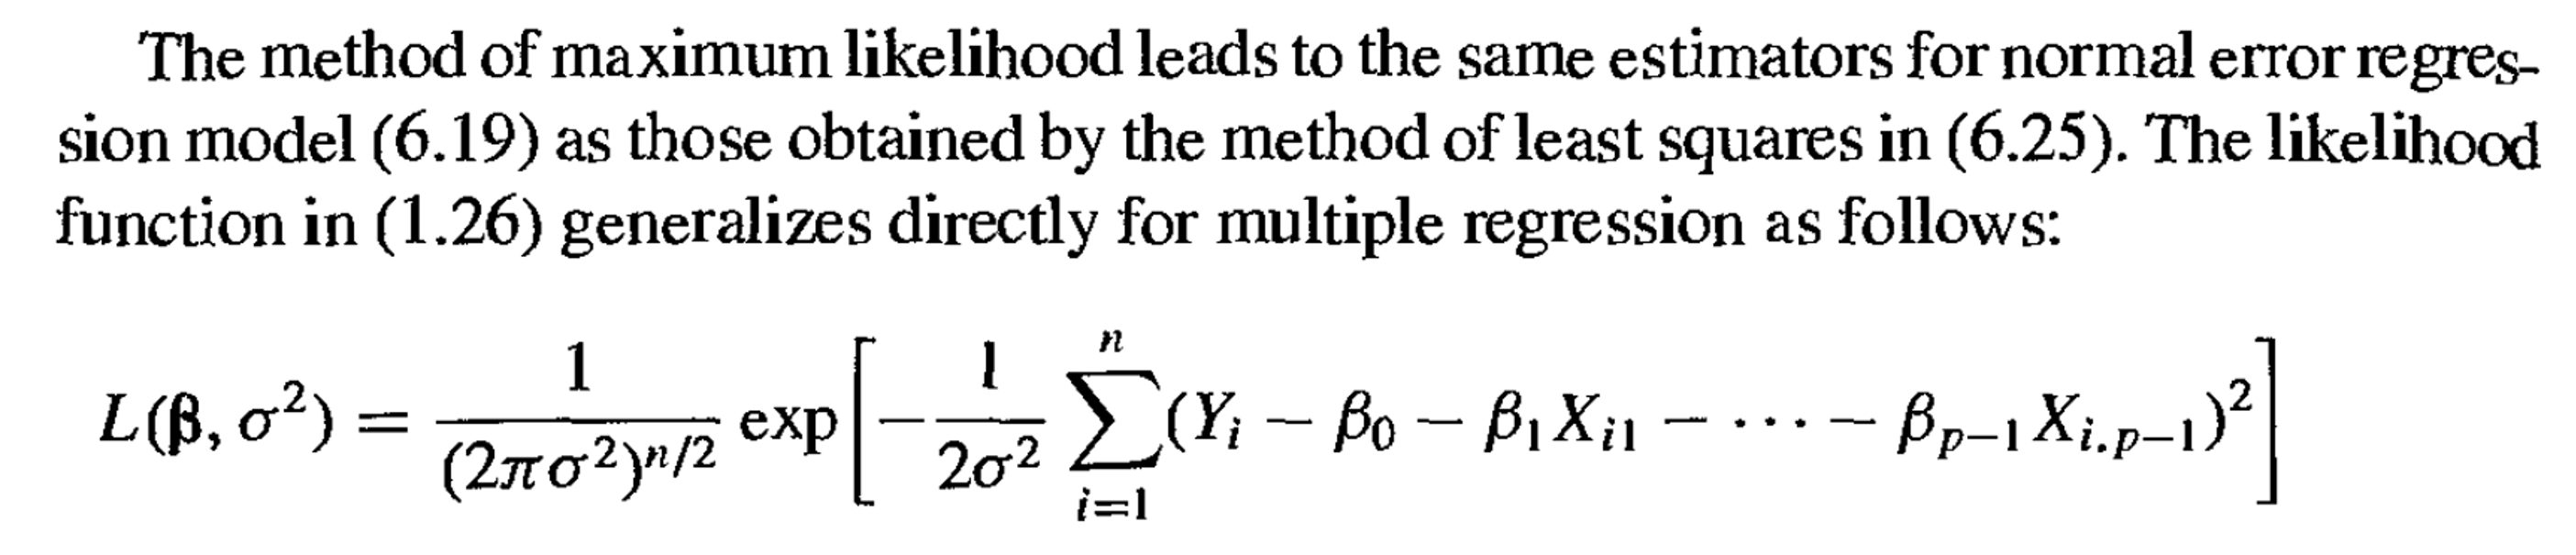 The method of maximum likelihood leads to the same estimators for normal error regres-
sion model (6.19) as those obtained by the method of least squares in (6.25). The likelihood
function in (1.26) generalizes directly for multiple regression as follows:
L(β, σ²) = 1/(2πσ²)^{n/2} exp[−1/(2σ²) ∑_{i=1}^{n} (Y_i − β_0 − β_1 X_{i1} − ··· − β_{p−1} X_{i.p−1})²]